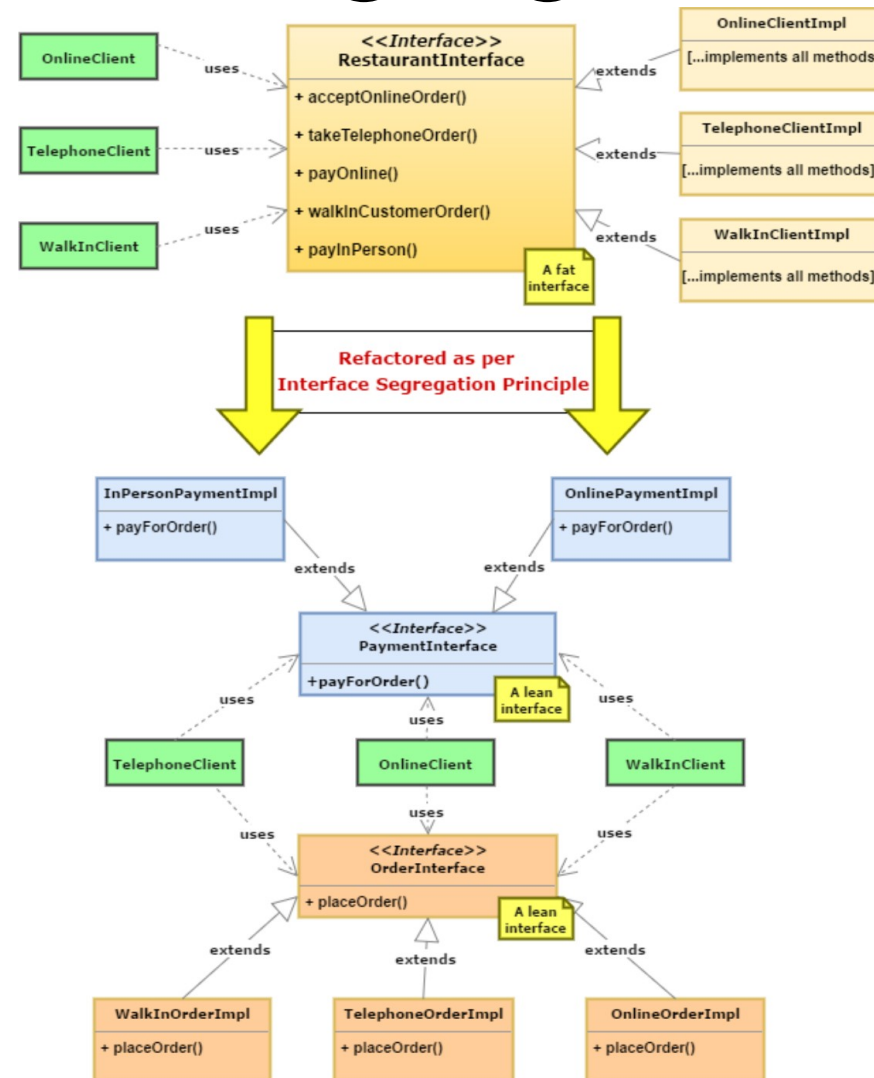 OnlineClient
uses
TelephoneClient
uses
WalkInClient
uses
<<Interface>>
RestaurantInterface
+ acceptOnlineOrder()
+ takeTelephoneOrder()
+ payOnline()
+ walkInCustomerOrder()
+ payInPerson()
A fat
interface
extends
extends
extends
OnlineClientImpl
[...implements all methods
TelephoneClientImpl
[...implements all methods]
WalkInClientImpl
[...implements all methods]
Refactored as per
Interface Segregation Principle
InPersonPaymentImpl
+ payForOrder()
OnlinePaymentImpl
+ payForOrder()
extends
extends
<<Interface>>
PaymentInterface
+payForOrder()
A lean
interface
uses
uses
uses
TelephoneClient
OnlineClient
WalkInClient
uses
uses
uses
<<Interface>>
OrderInterface
+ placeOrder()
A lean
interface
extends
extends
extends
WalkInOrderImpl
+ placeOrder()
TelephoneOrderImpl
+ placeOrder()
OnlineOrderImpl
+ placeOrder()